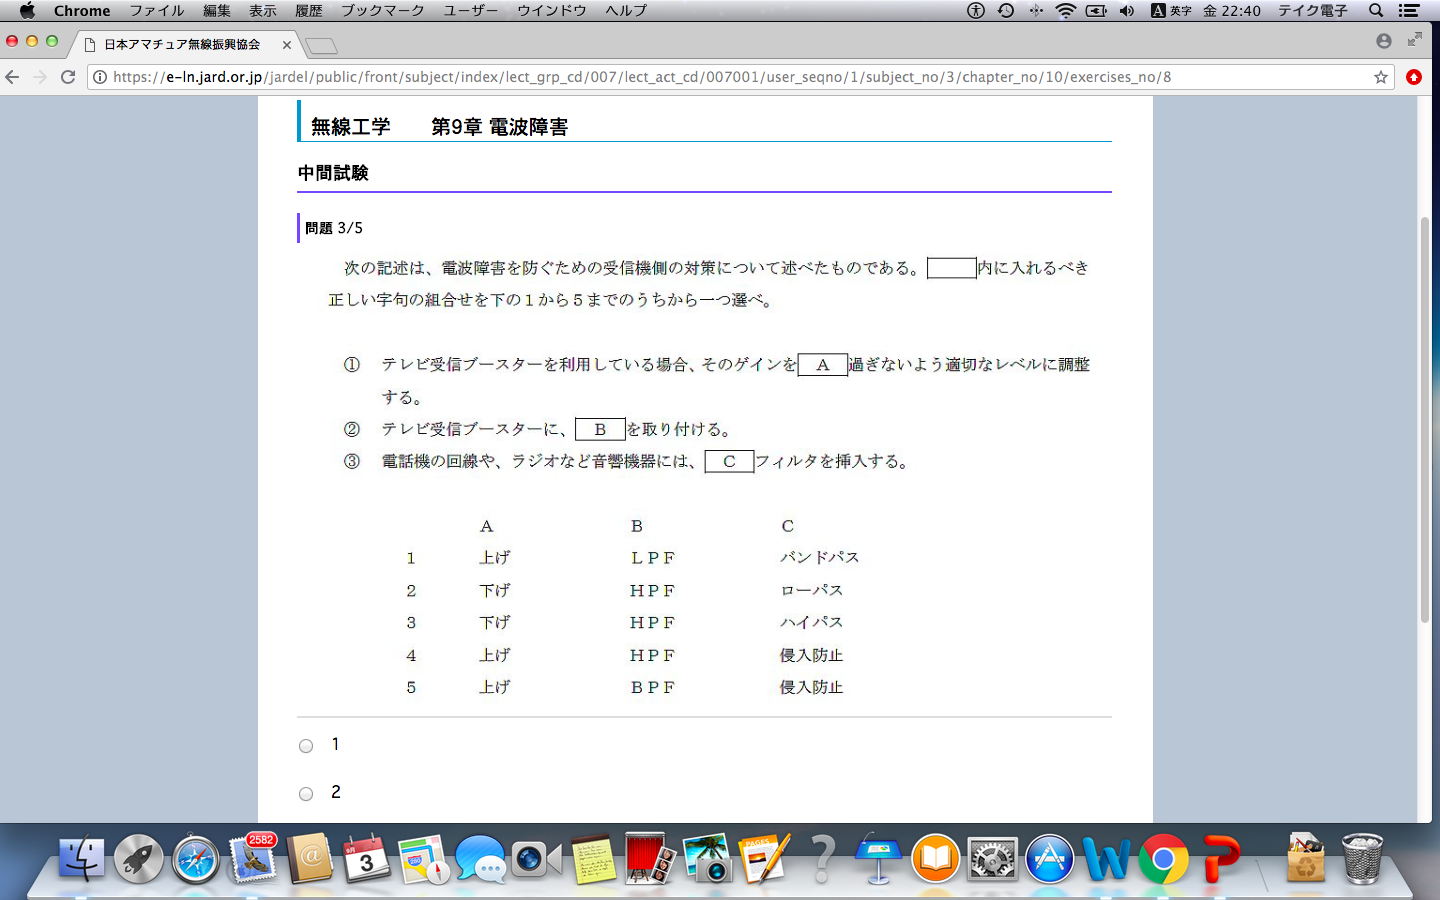 Chrome ファイル 編集 表示 履歴 ブックマーク ユーザー ウインドウ ヘルプ A 英字 金 22:40 テイク電子
日本アマチュア無線振興協会
https://e-ln.jard.or.jp/jardel/public/front/subject/index/lect_grp_cd/007/lect_act_cd/007001/user_seqno/1/subject_no/3/chapter_no/10/exercises_no/8
無線工学 第9章 電波障害
中間試験
問題 3/5
次の記述は、電波障害を防ぐための受信機側の対策について述べたものである。 内に入れるべき
正しい字句の組合せを下の１から５までのうちから一つ選べ。
① テレビ受信ブースターを利用している場合、そのゲインを A 過ぎないよう適切なレベルに調整
する。
② テレビ受信ブースターに、 B を取り付ける。
③ 電話機の回線や、ラジオなど音響機器には、 C フィルタを挿入する。
A B C
1 上げ ＬＰＦ バンドパス
2 下げ ＨＰＦ ローパス
3 下げ ＨＰＦ ハイパス
4 上げ ＨＰＦ 侵入防止
5 上げ ＢＰＦ 侵入防止
1
2
2582
3
PAGES